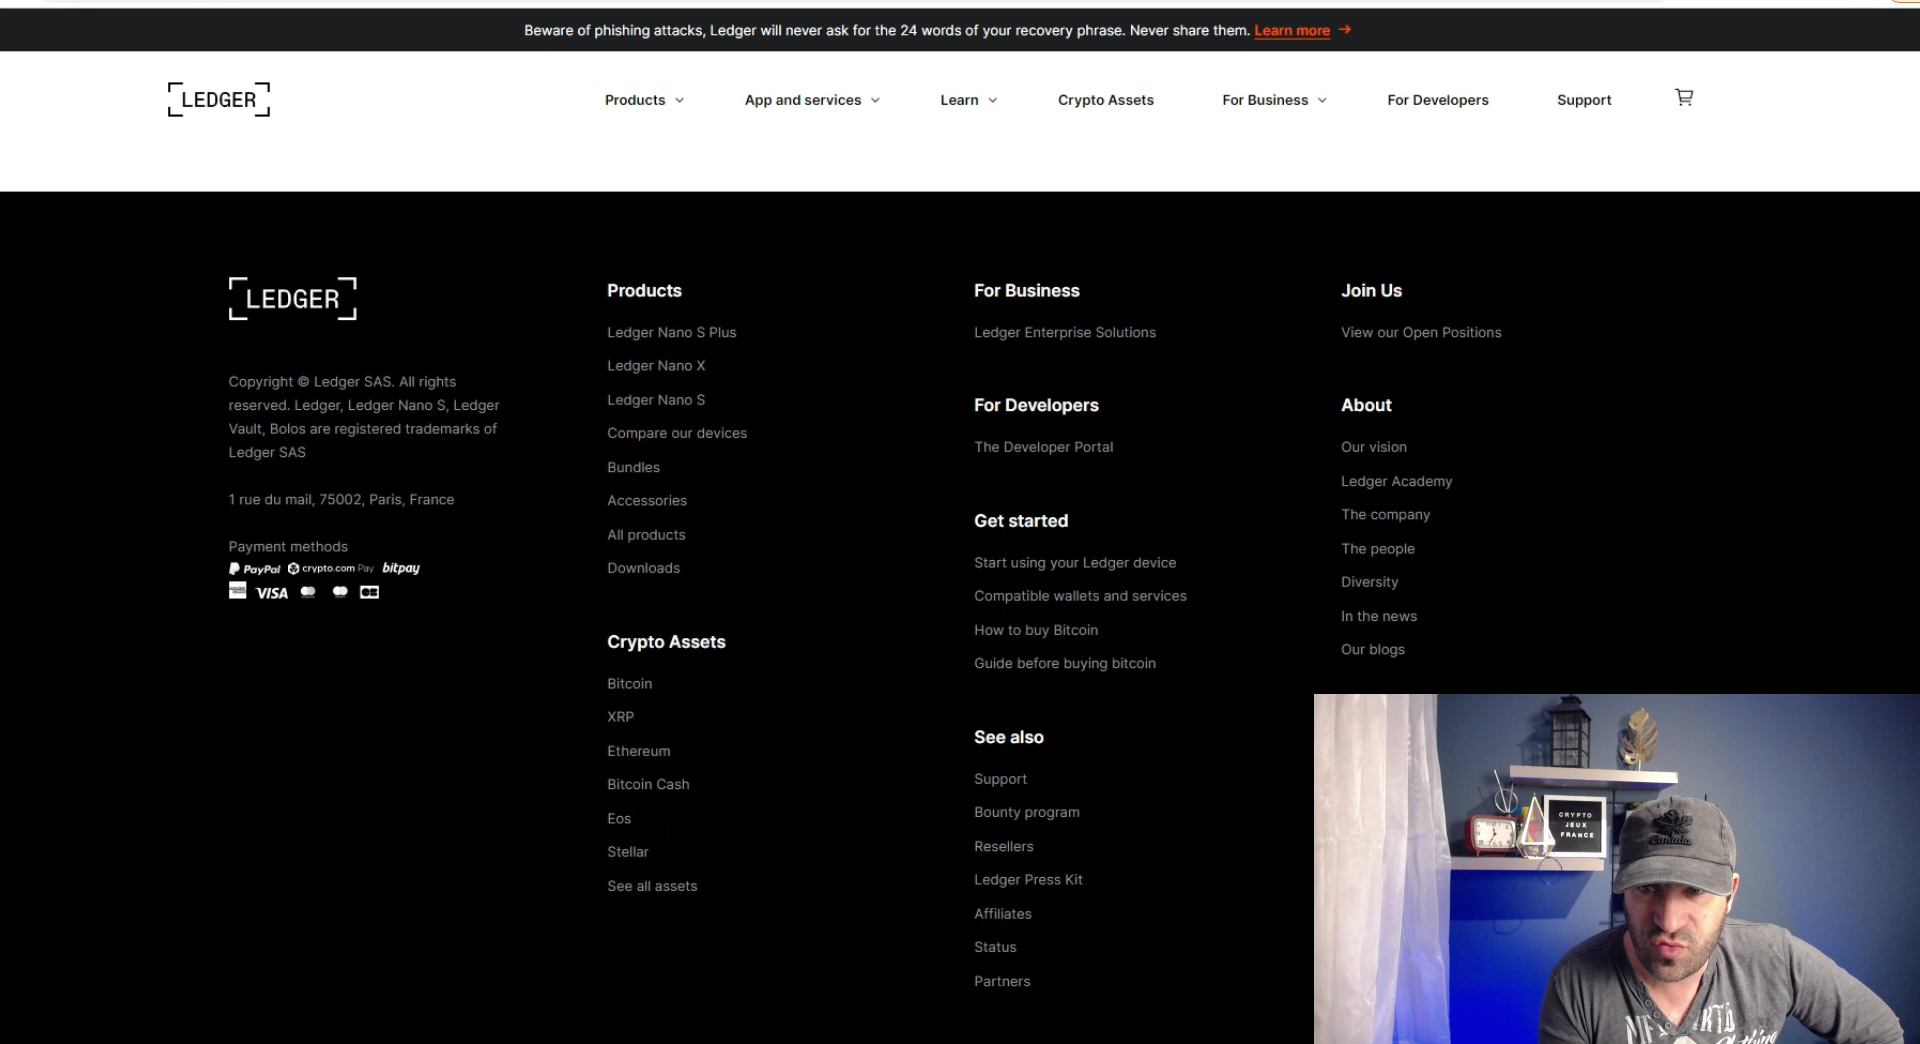 Beware of phishing attacks, Ledger will never ask for the 24 words of your recovery phrase. Never share them. Learn more →
LEDGER
Products
App and services
Learn
Crypto Assets
For Business
For Developers
Support
LEDGER
Copyright © Ledger SAS. All rights
reserved. Ledger, Ledger Nano S, Ledger
Vault, Bolos are registered trademarks of
Ledger SAS
1 rue du mail, 75002, Paris, France
Payment methods
PayPal crypto.com Pay bitpay
VISA
Products
Ledger Nano S Plus
Ledger Nano X
Ledger Nano S
Compare our devices
Bundles
Accessories
All products
Downloads
Crypto Assets
Bitcoin
XRP
Ethereum
Bitcoin Cash
Eos
Stellar
See all assets
For Business
Ledger Enterprise Solutions
For Developers
The Developer Portal
Get started
Start using your Ledger device
Compatible wallets and services
How to buy Bitcoin
Guide before buying bitcoin
See also
Support
Bounty program
Resellers
Ledger Press Kit
Affiliates
Status
Partners
Join Us
View our Open Positions
About
Our vision
Ledger Academy
The company
The people
Diversity
In the news
Our blogs
CRYPTO
JEUX
FRANCE
Canada